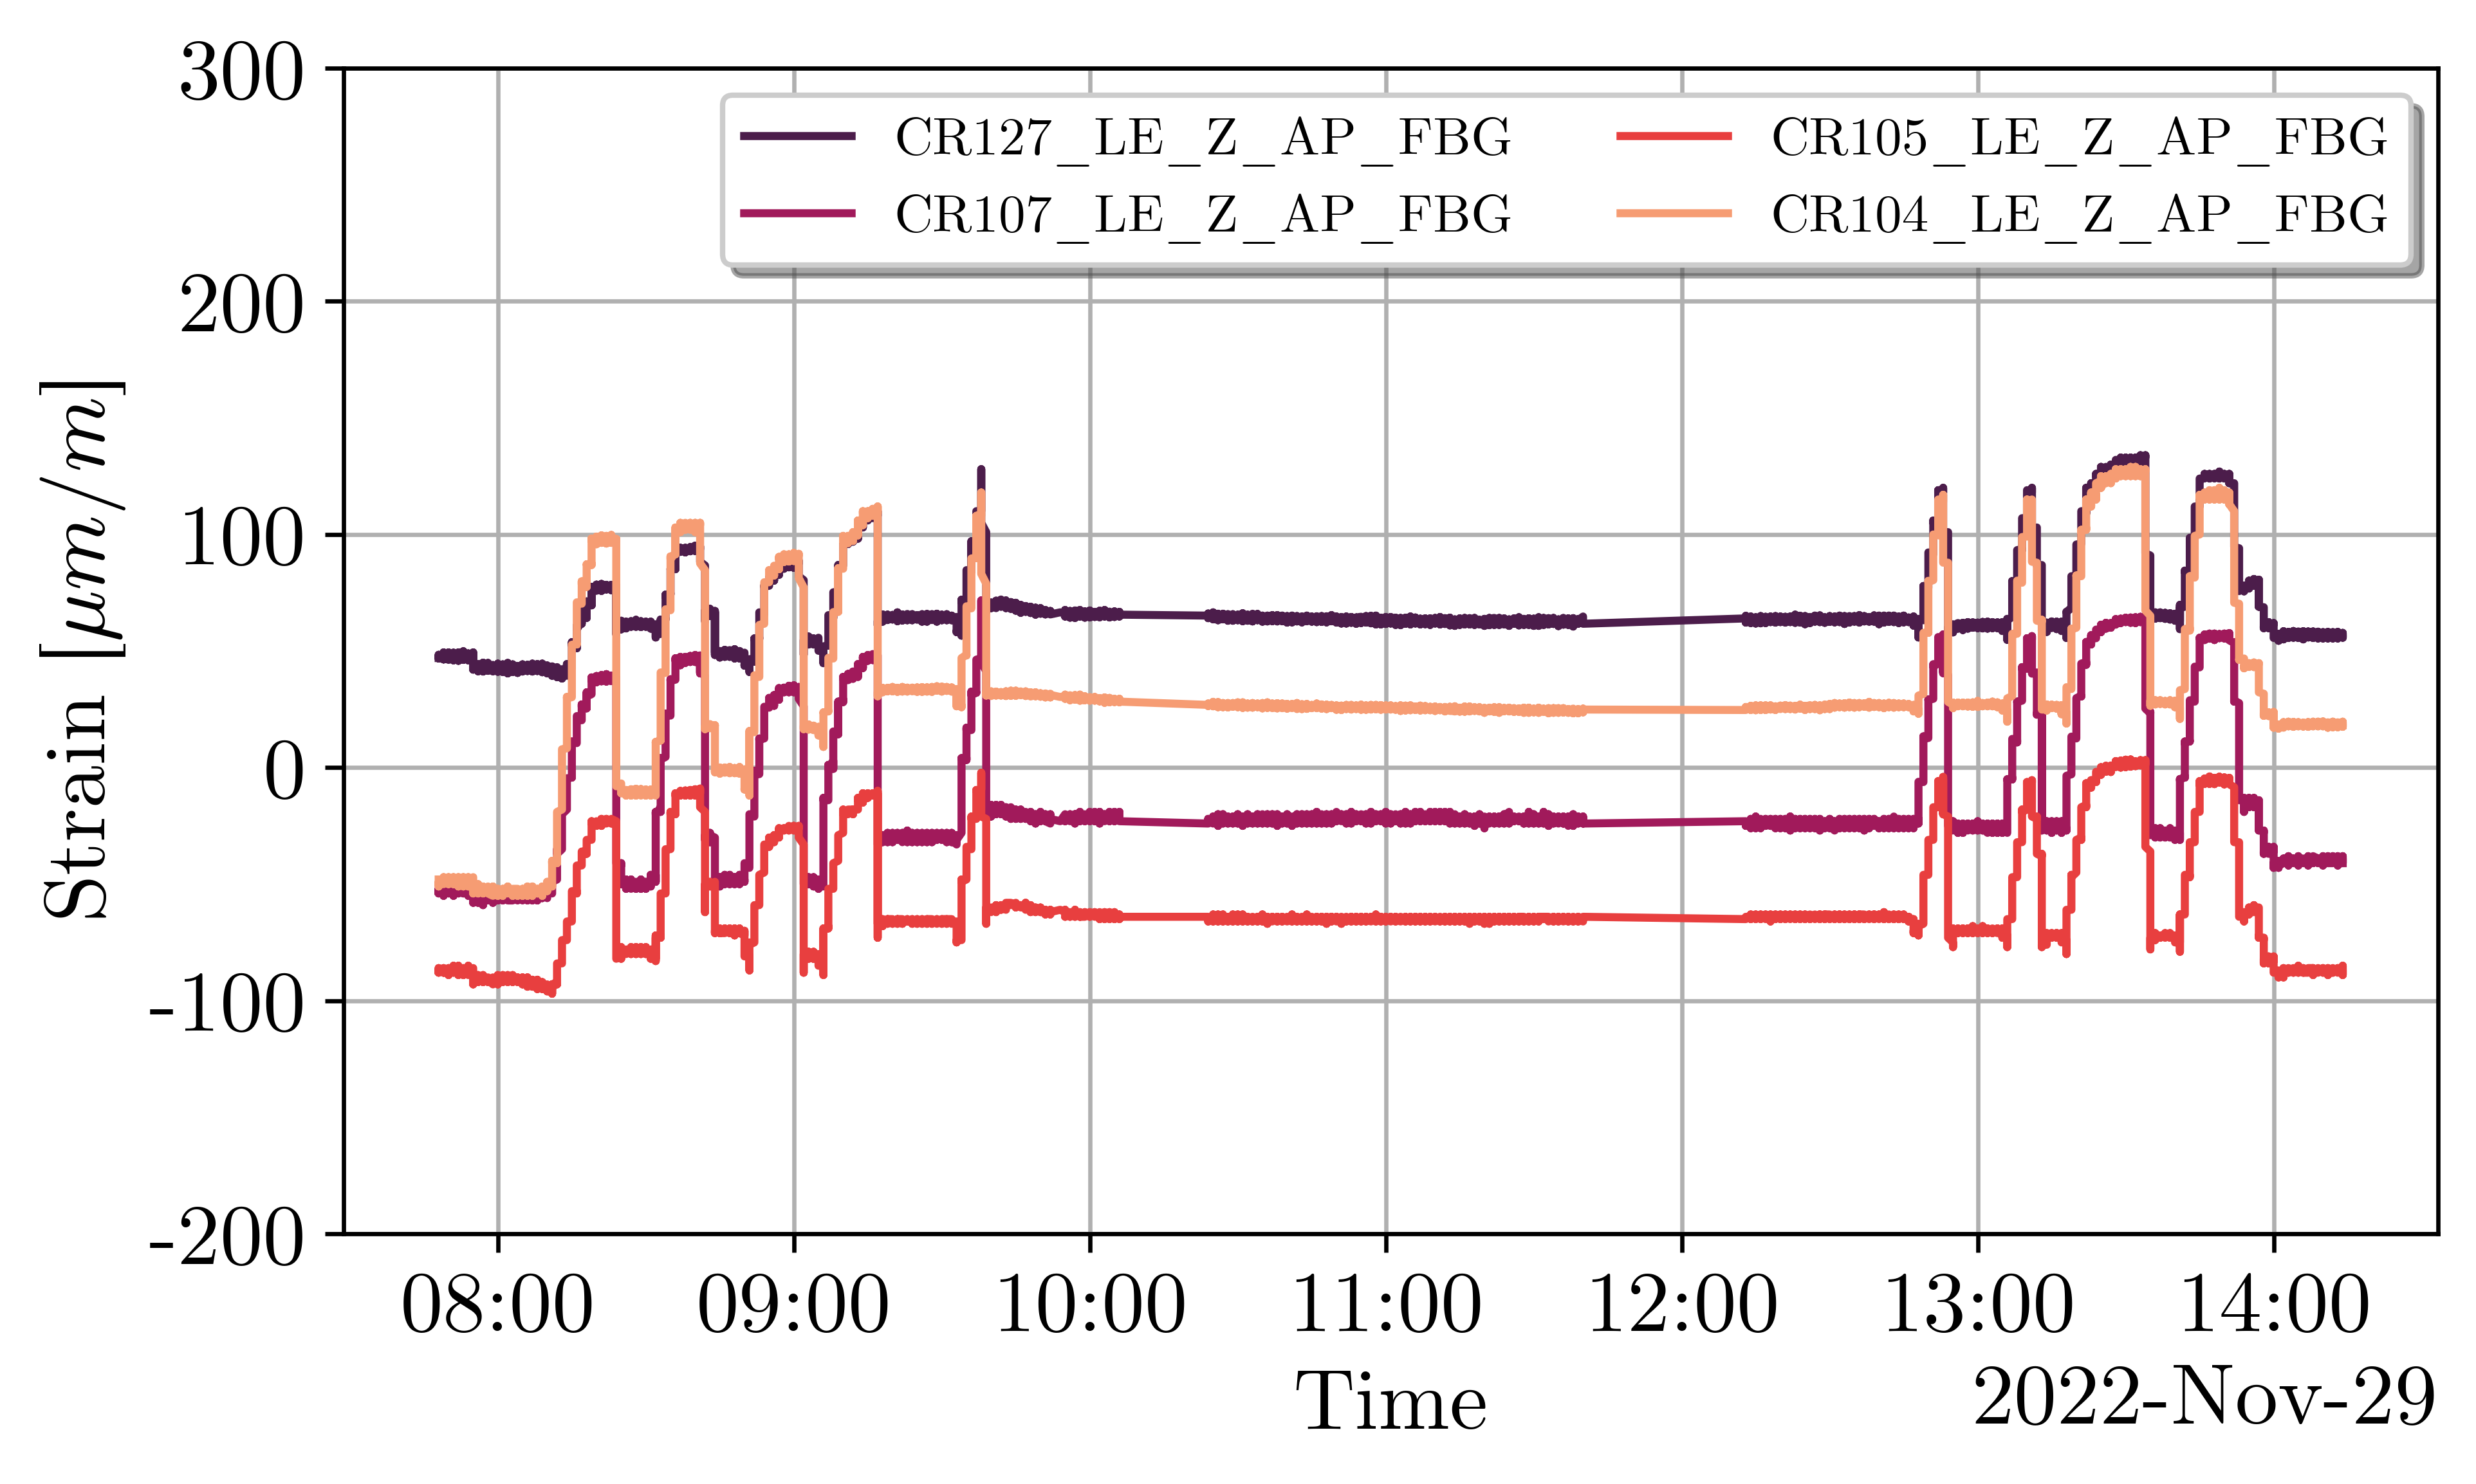 300
200
100
0
-100
-200
Strain [μm/m]
CR127_LE_Z_AP_FBG
CR107_LE_Z_AP_FBG
CR105_LE_Z_AP_FBG
CR104_LE_Z_AP_FBG
08:00 09:00 10:00 11:00 12:00 13:00 14:00
Time
2022-Nov-29